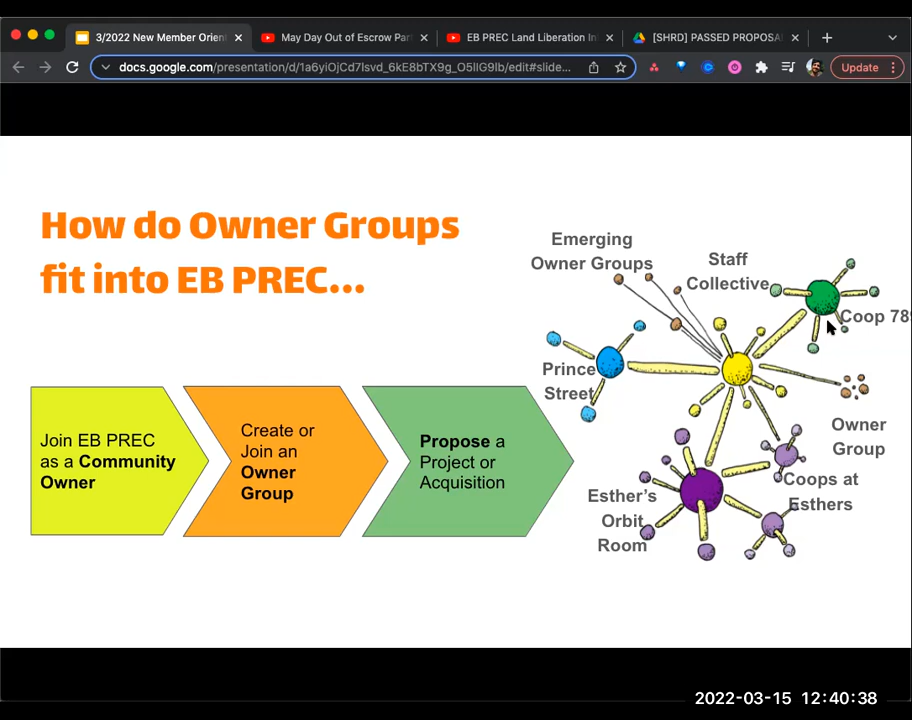 3/2022 New Member Orien
May Day Out of Escrow Par
EB PREC Land Liberation In
[SHRD] PASSED PROPOSA
docs.google.com/presentation/d/1a6yiOjCd7lsvd_6kE8bTX9g_O5lIG9lb/edit#slide...
Update
How do Owner Groups
fit into EB PREC...
Join EB PREC
as a Community
Owner
Create or
Join an
Owner
Group
Propose a
Project or
Acquisition
Emerging
Owner Groups
Staff
Collective
Coop 789
Prince
Street
Owner
Group
Coops at
Esthers
Esther's
Orbit
Room
2022-03-15 12:40:38